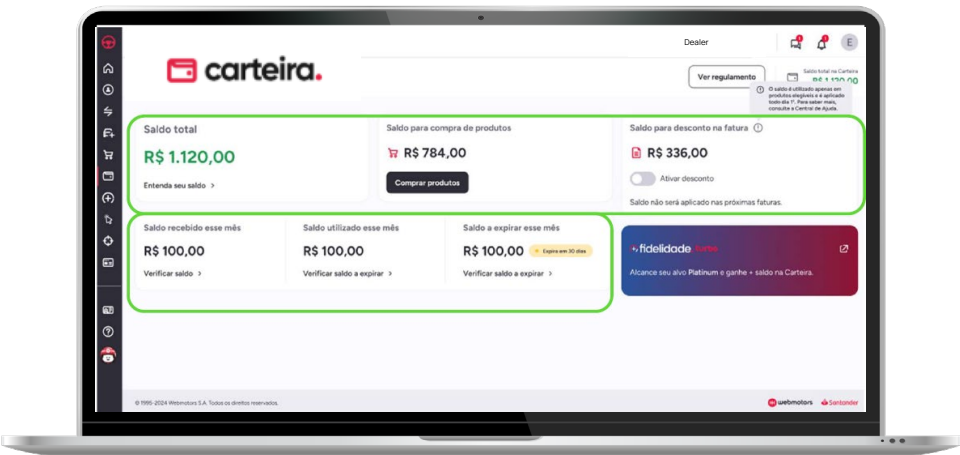 Dealer
E
carteira.
Ver regulamento
Saldo total na Carteira
R$ 1.120,00
O saldo é utilizado apenas em
produtos elegíveis e é aplicado
todo dia 1º. Para saber mais,
consulte a Central de Ajuda.
Saldo total
R$ 1.120,00
Entenda seu saldo >
Saldo para compra de produtos
R$ 784,00
Comprar produtos
Saldo para desconto na fatura
R$ 336,00
Ativar desconto
Saldo não será aplicado nas próximas faturas.
Saldo recebido esse mês
R$ 100,00
Verificar saldo >
Saldo utilizado esse mês
R$ 100,00
Verificar saldo a expirar >
Saldo a expirar esse mês
R$ 100,00 Expira em 30 dias
Verificar saldo a expirar >
fidelidade turbo
Alcance seu alvo Platinum e ganhe + saldo na Carteira.
© 1995-2024 Webmotors S.A. Todos os direitos reservados.
webmotors Santander